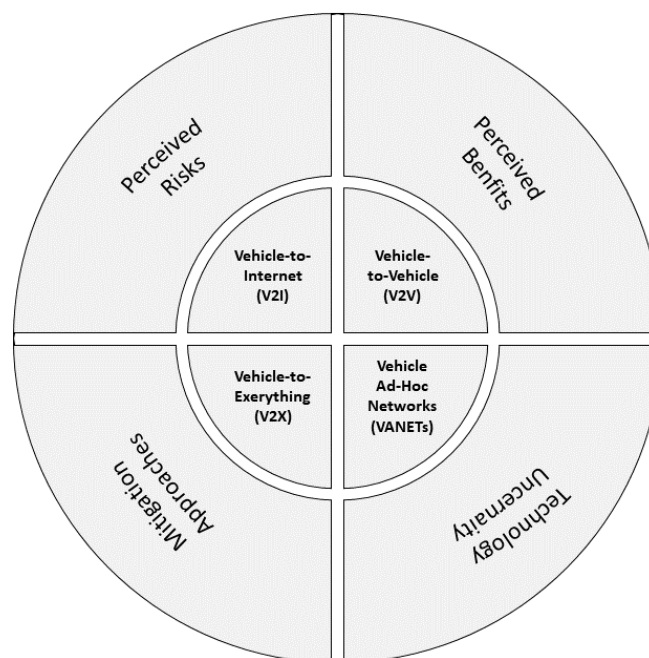 Perceived
Risks
Perceived
Benfits
Vehicle-to-
Internet
(V2I)
Vehicle-
to-Vehicle
(V2V)
Vehicle-to-
Exerything
(V2X)
Vehicle
Ad-Hoc
Networks
(VANETs)
Mitigation
Approaches
Technology
Uncernaity